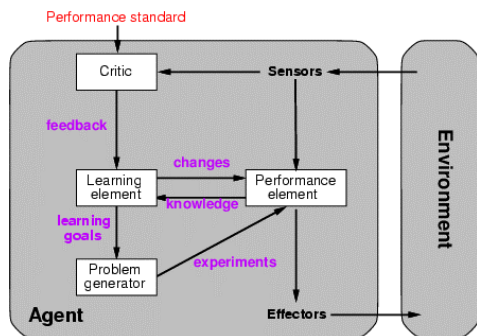 Performance standard
Critic
Sensors
feedback
changes
Learning
element
Performance
element
knowledge
learning
goals
Problem
generator
experiments
Agent
Effectors
Environment